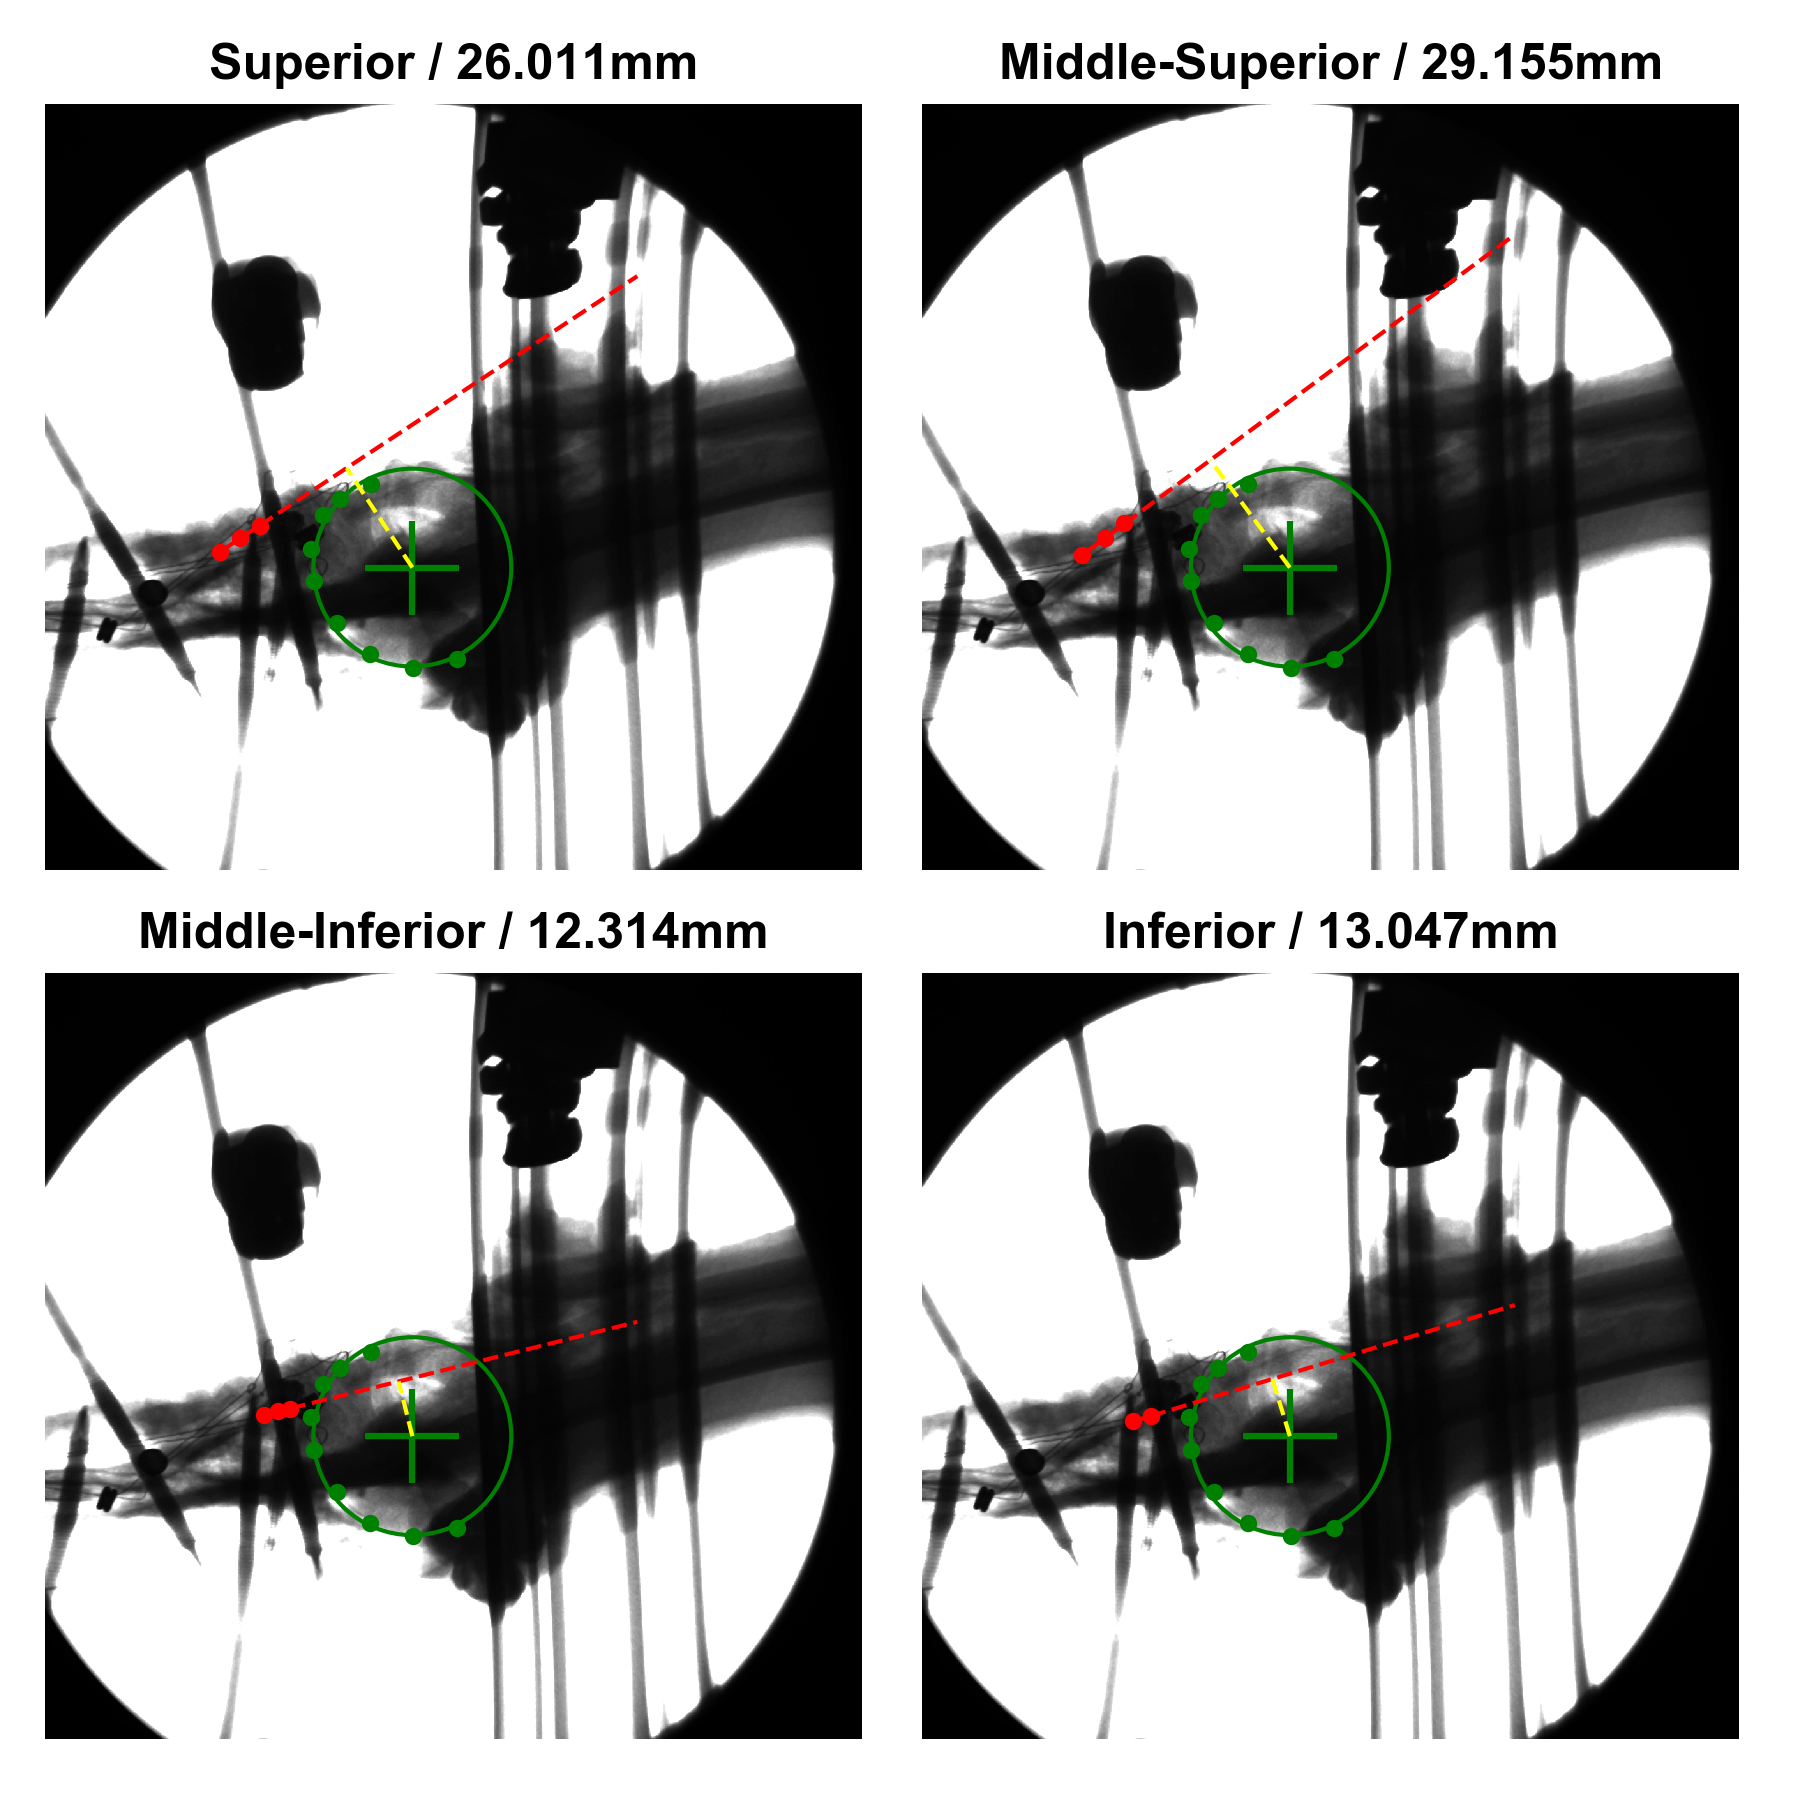 Superior / 26.011mm
Middle-Superior / 29.155mm
Middle-Inferior / 12.314mm
Inferior / 13.047mm